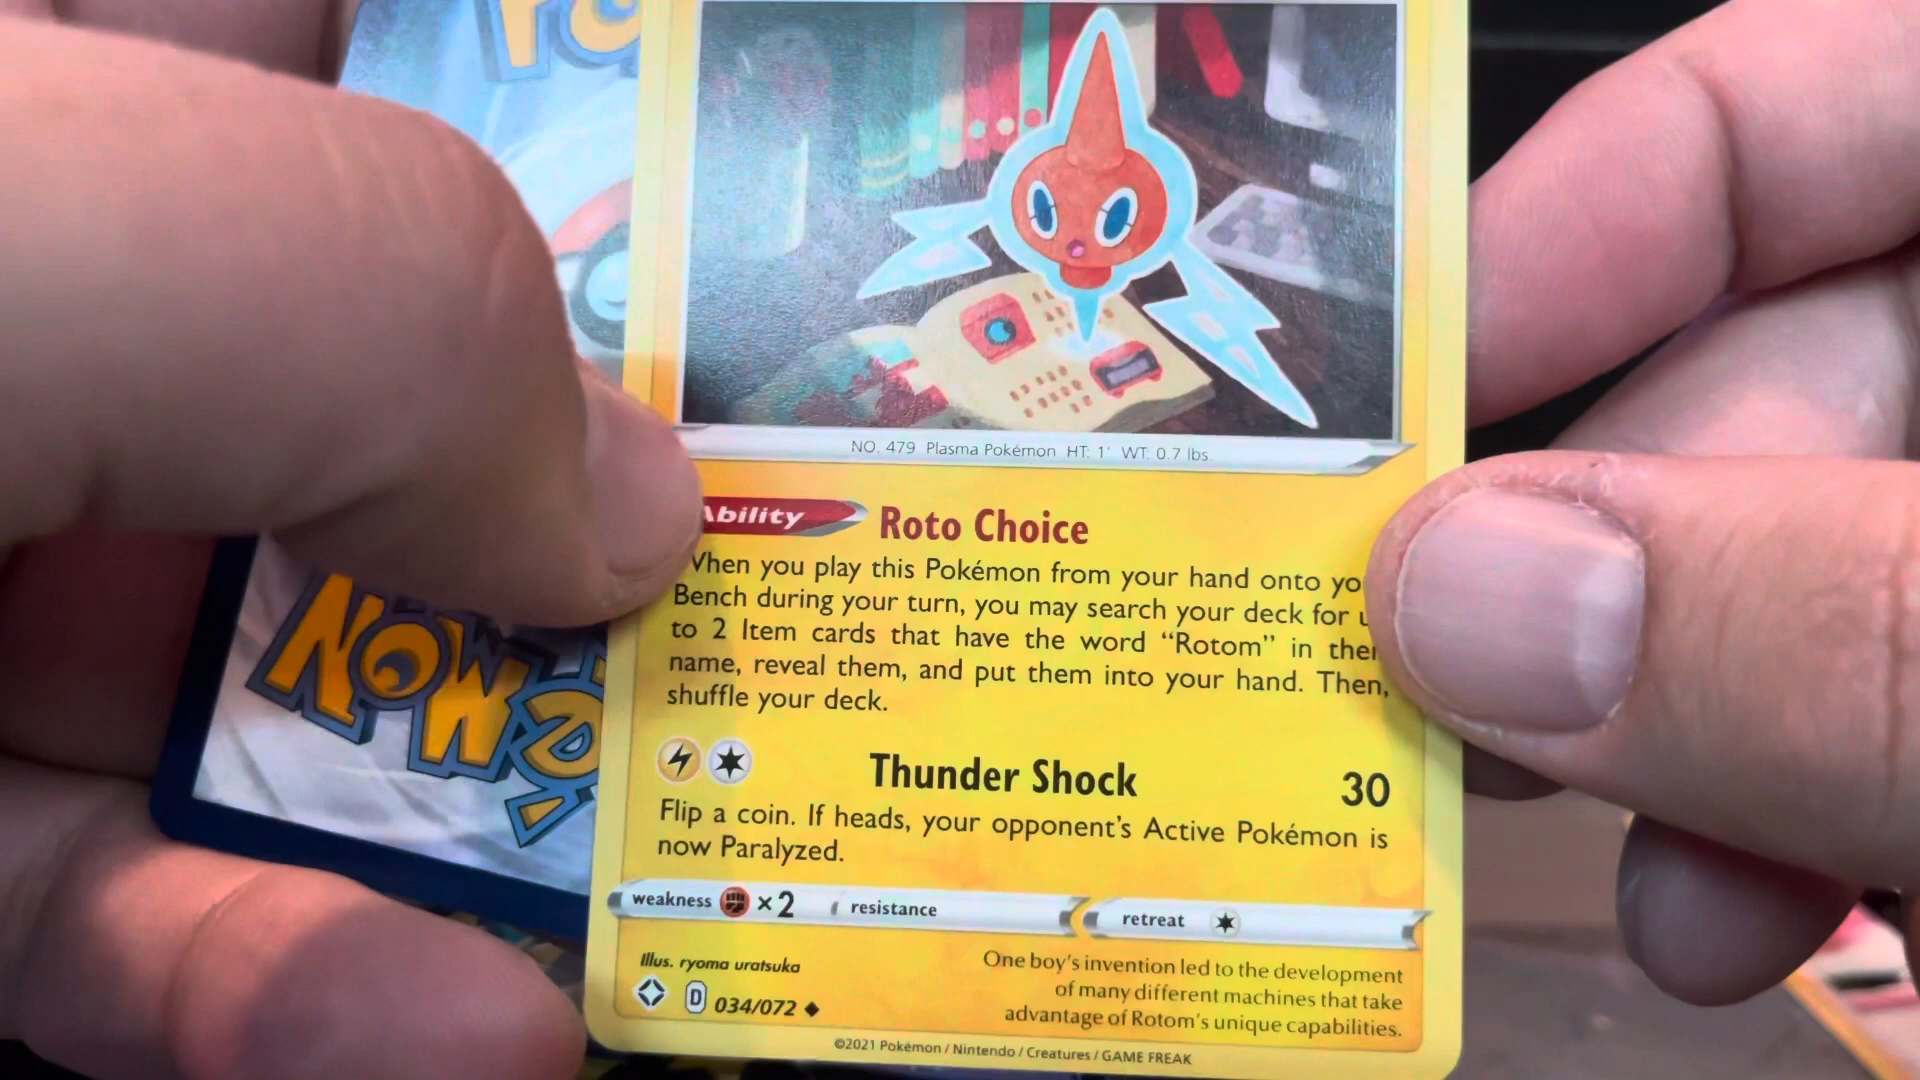 NO. 479 Plasma Pokémon HT: 1' WT: 0.7 lbs.
Ability Roto Choice
When you play this Pokémon from your hand onto yo
Bench during your turn, you may search your deck for
to 2 Item cards that have the word “Rotom” in their
name, reveal them, and put them into your hand. Then,
shuffle your deck.
Thunder Shock 30
Flip a coin. If heads, your opponent's Active Pokémon is
now Paralyzed.
weakness ×2 resistance retreat
Illus. ryoma uratsuka
D 034/072
One boy's invention led to the development
of many different machines that take
advantage of Rotom's unique capabilities.
©2021 Pokémon / Nintendo / Creatures / GAME FREAK